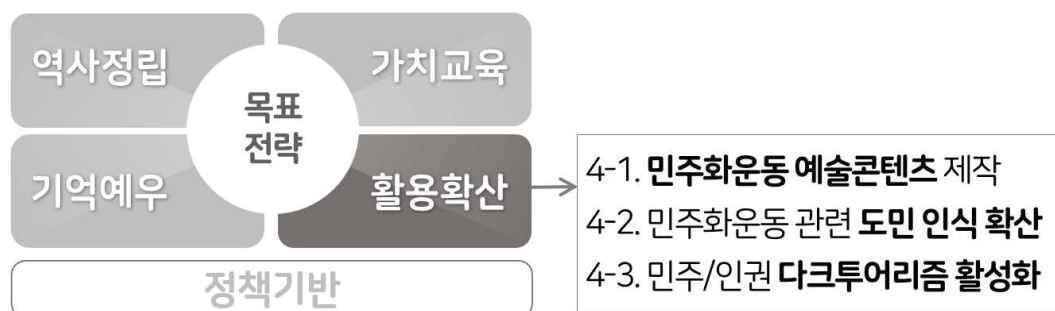 역사정립
가치교육
목표
전략
기억예우
활용확산
정책기반
4-1. 민주화운동 예술콘텐츠 제작
4-2. 민주화운동 관련 도민 인식 확산
4-3. 민주/인권 다크투어리즘 활성화